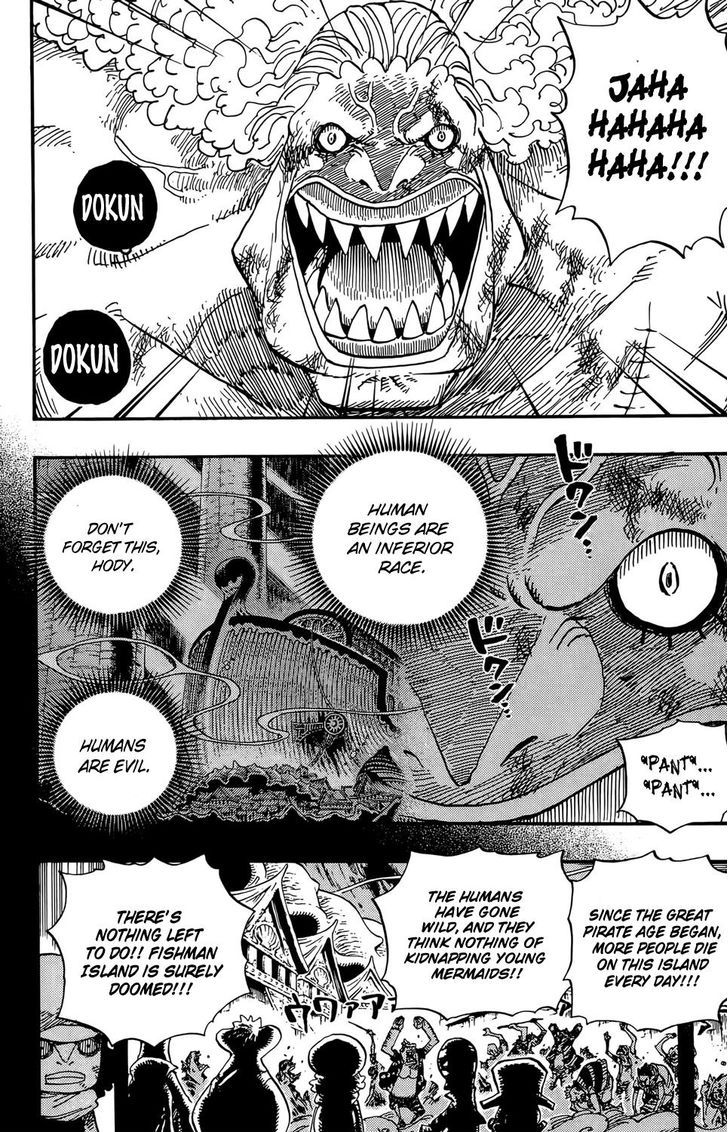 JAHA
HAHAHA
HAHA!!!
DOKUN
DOKUN
ドクン…
HUMAN
BEINGS ARE
AN INFERIOR
RACE.
DON'T
FORGET THIS,
HODY.
ドクン…
HUMANS
ARE EVIL.
*PANT*...
*PANT*...
SINCE THE GREAT
PIRATE AGE BEGAN,
MORE PEOPLE DIE
ON THIS ISLAND
EVERY DAY!!!
THE HUMANS
HAVE GONE
WILD, AND THEY
THINK NOTHING OF
KIDNAPPING YOUNG
MERMAIDS!!
THERE'S
NOTHING LEFT
TO DO!! FISHMAN
ISLAND IS SURELY
DOOMED!!!
ウワアアア